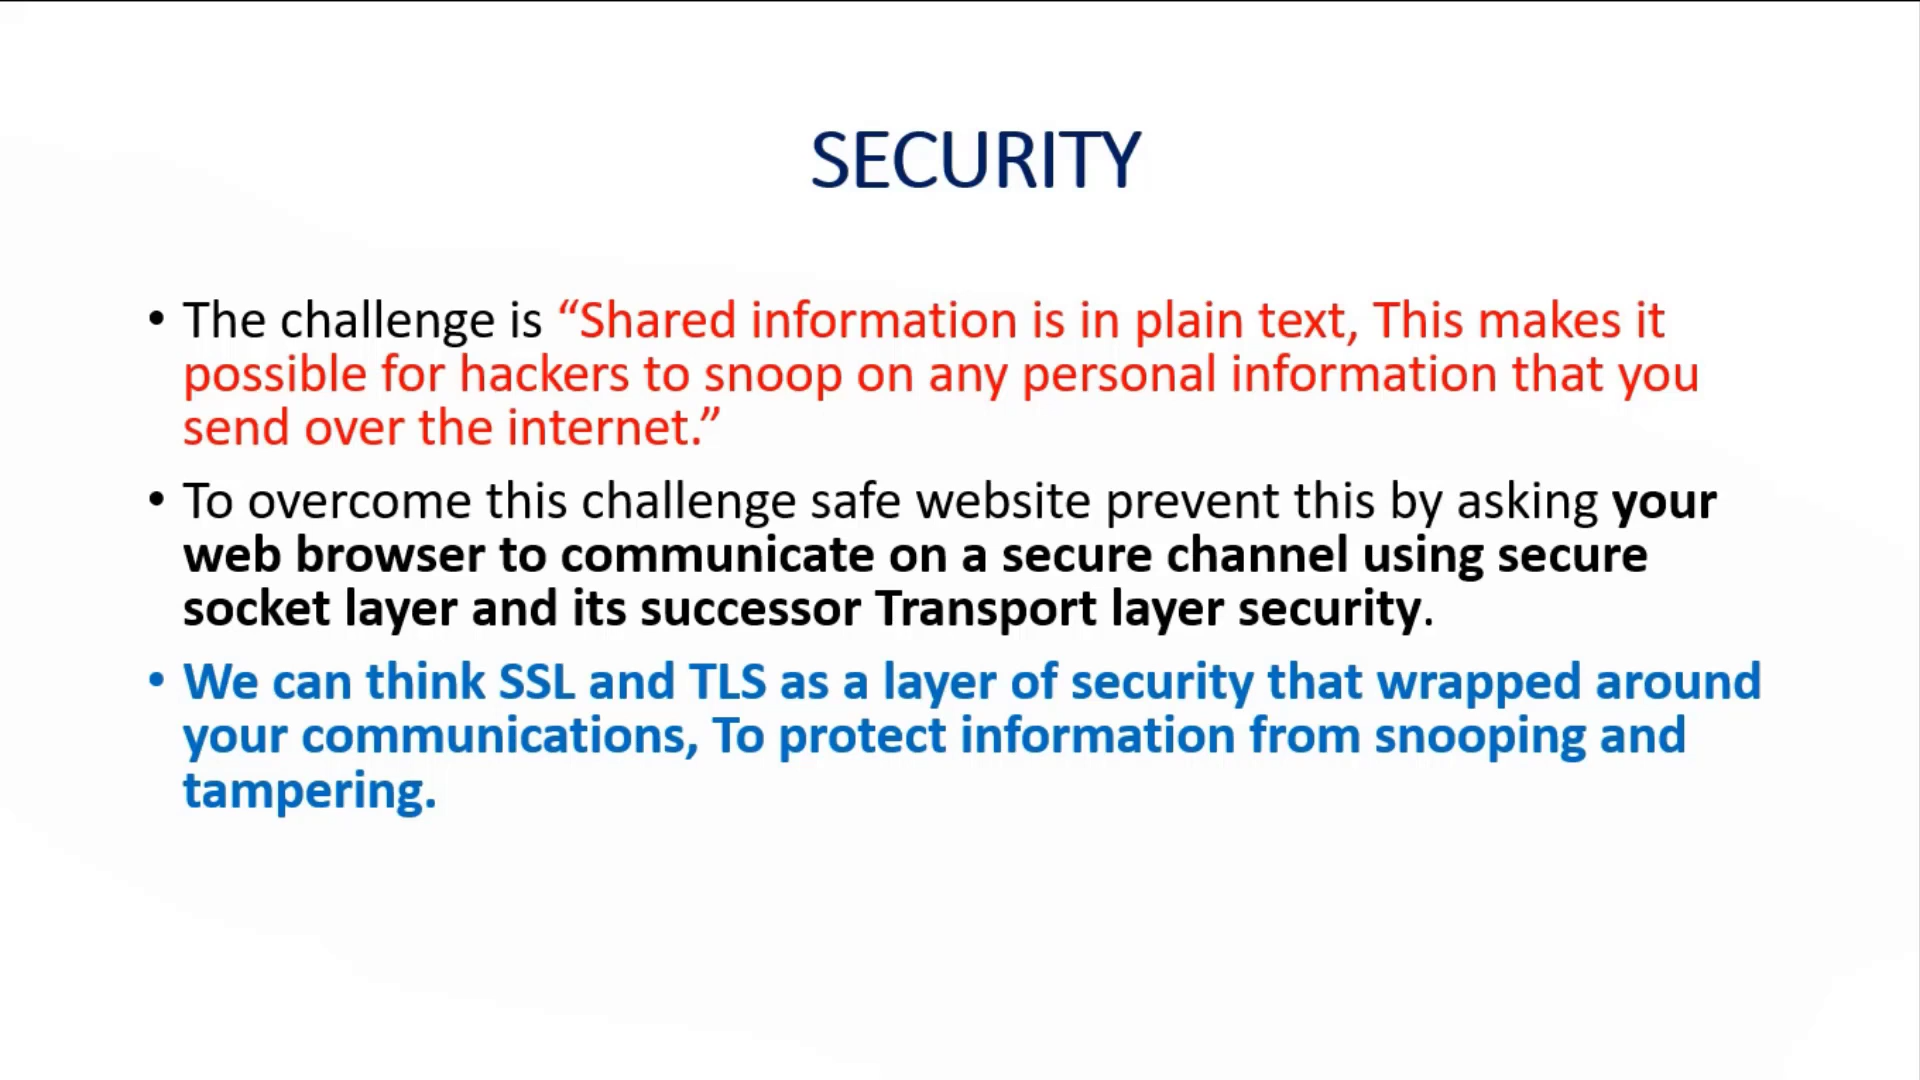 SECURITY
• The challenge is “Shared information is in plain text, This makes it
possible for hackers to snoop on any personal information that you
send over the internet.”
• To overcome this challenge safe website prevent this by asking your
web browser to communicate on a secure channel using secure
socket layer and its successor Transport layer security.
• We can think SSL and TLS as a layer of security that wrapped around
your communications, To protect information from snooping and
tampering.